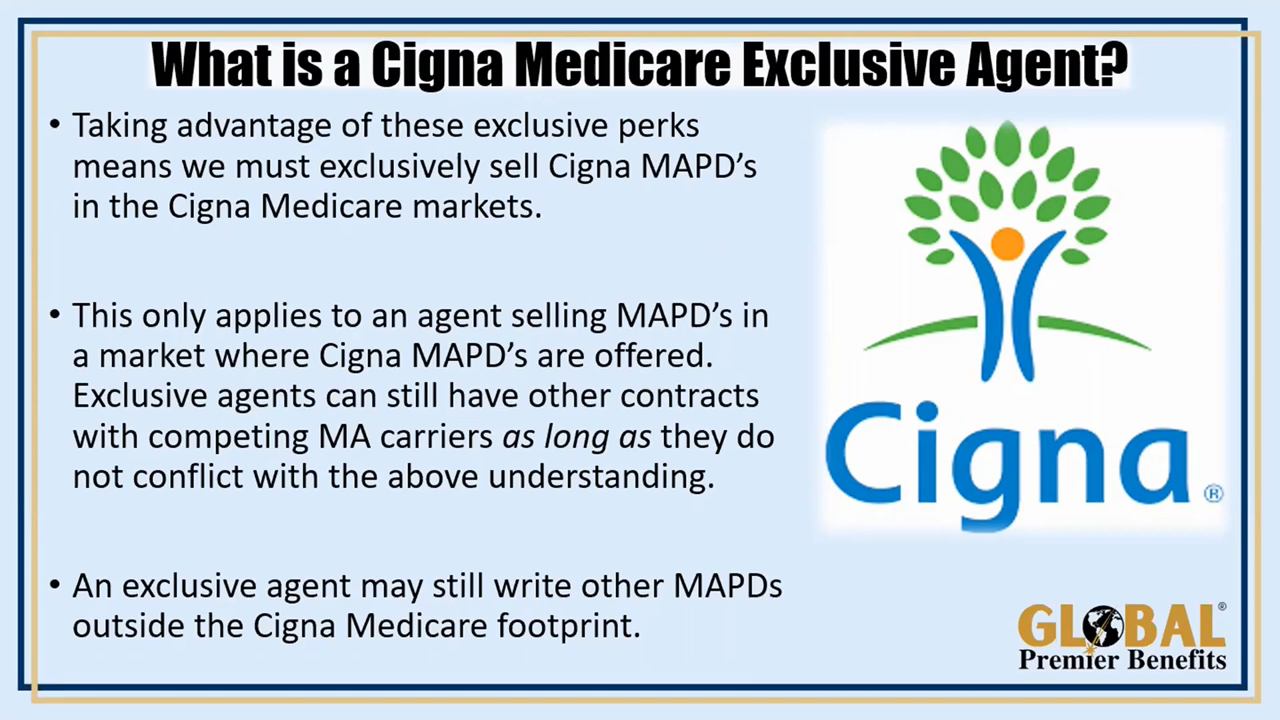 What is a Cigna Medicare Exclusive Agent?
• Taking advantage of these exclusive perks
means we must exclusively sell Cigna MAPD’s
in the Cigna Medicare markets.
• This only applies to an agent selling MAPD’s in
a market where Cigna MAPD’s are offered.
Exclusive agents can still have other contracts
with competing MA carriers as long as they do
not conflict with the above understanding.
• An exclusive agent may still write other MAPDs
outside the Cigna Medicare footprint.
Cigna®
GLOBAL®
Premier Benefits